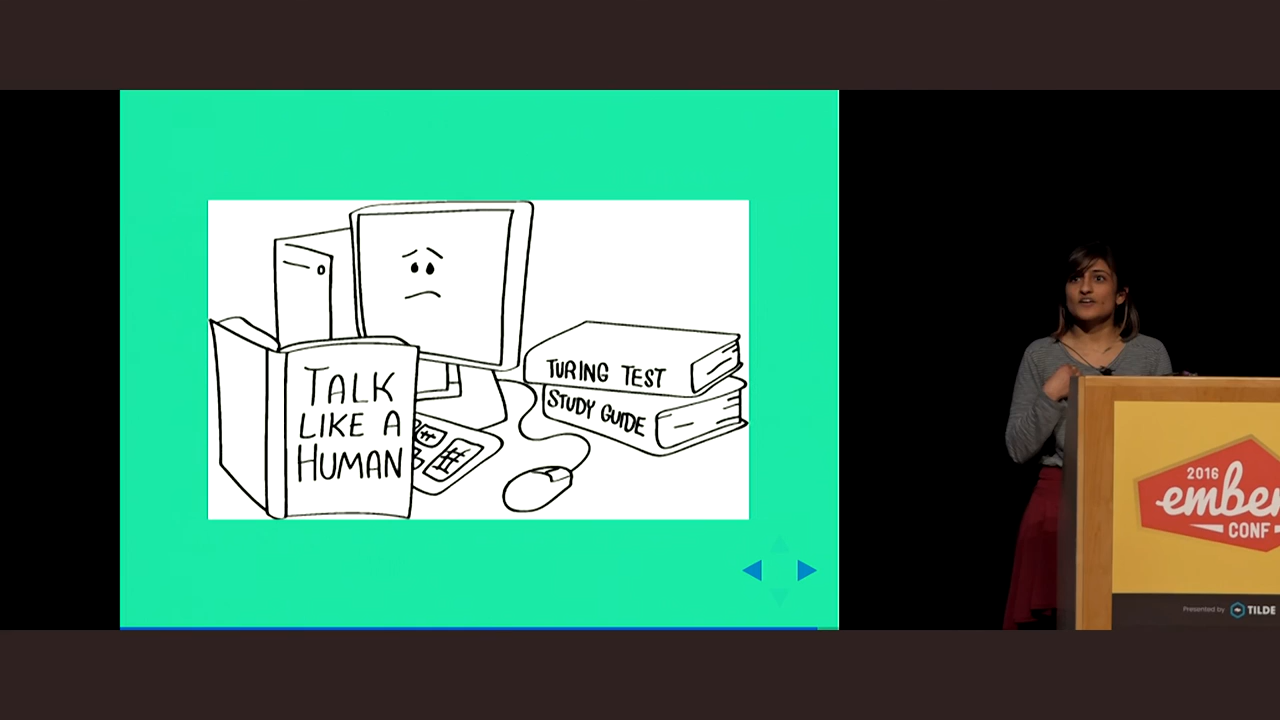 TALK
LIKE A
HUMAN
TURING TEST
STUDY GUIDE
2016
ember
CONF
Presented by TILDE